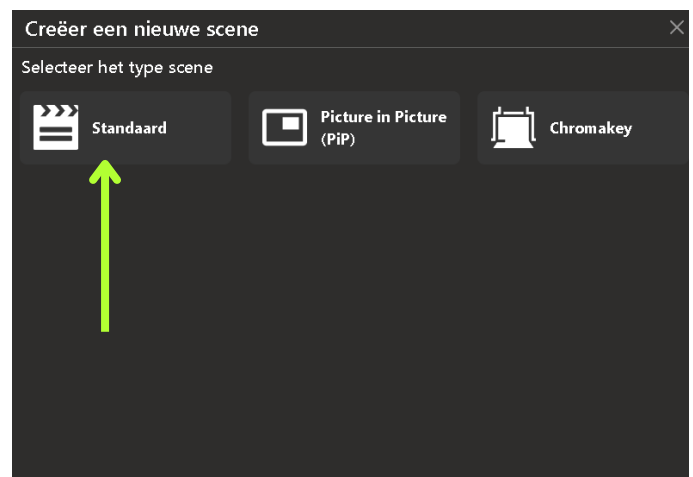 Creëer een nieuwe scene
Selecteer het type scene
Standaard
Picture in Picture
(PiP)
Chromakey